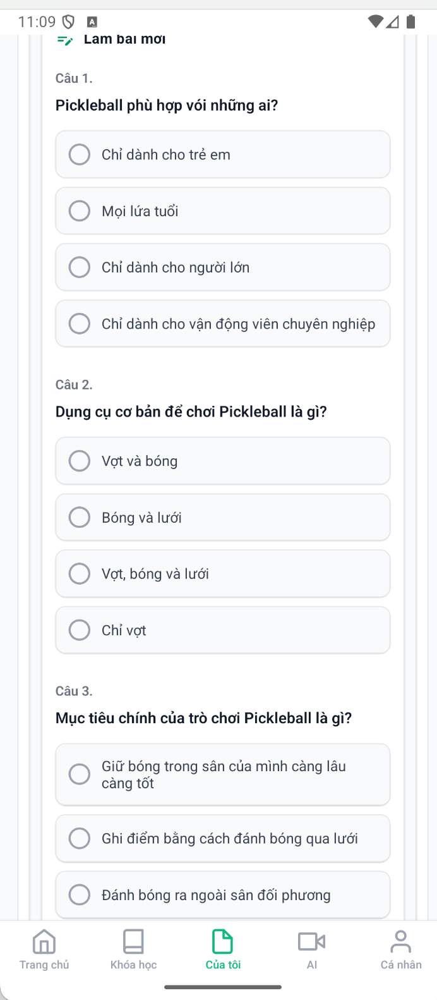 11:09
A
Làm bài mới
Câu 1.
Pickleball phù hợp vói những ai?
Chỉ dành cho trẻ em
Mọi lứa tuổi
Chỉ dành cho người lớn
Chỉ dành cho vận động viên chuyên nghiệp
Câu 2.
Dụng cụ cơ bản để chơi Pickleball là gì?
Vợt và bóng
Bóng và lưới
Vợt, bóng và lưới
Chỉ vợt
Câu 3.
Mục tiêu chính của trò chơi Pickleball là gì?
Giữ bóng trong sân của mình càng lâu
càng tốt
Ghi điểm bằng cách đánh bóng qua lưới
Đánh bóng ra ngoài sân đối phương
Trang chủ
Khóa học
Của tôi
AI
Cá nhân